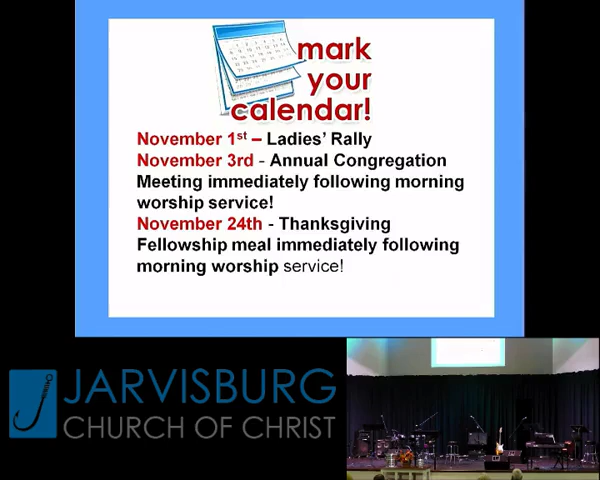 mark
your
calendar!
November 1st – Ladies' Rally
November 3rd - Annual Congregation
Meeting immediately following morning
worship service!
November 24th - Thanksgiving
Fellowship meal immediately following
morning worship service!
JARVISBURG
CHURCH OF CHRIST